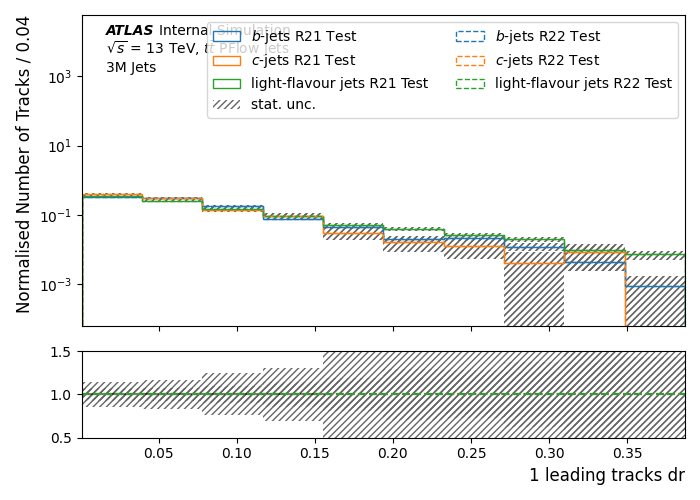 ATLAS Internal Simulation
√s = 13 TeV, tt PFlow Jets
3M Jets
b-jets R21 Test
c-jets R21 Test
light-flavour jets R21 Test
stat. unc.
b-jets R22 Test
c-jets R22 Test
light-flavour jets R22 Test
Normalised Number of Tracks / 0.04
10³
10¹
10⁻¹
10⁻³
1.5
1.0
0.5
0.05 0.10 0.15 0.20 0.25 0.30 0.35
1 leading tracks dr